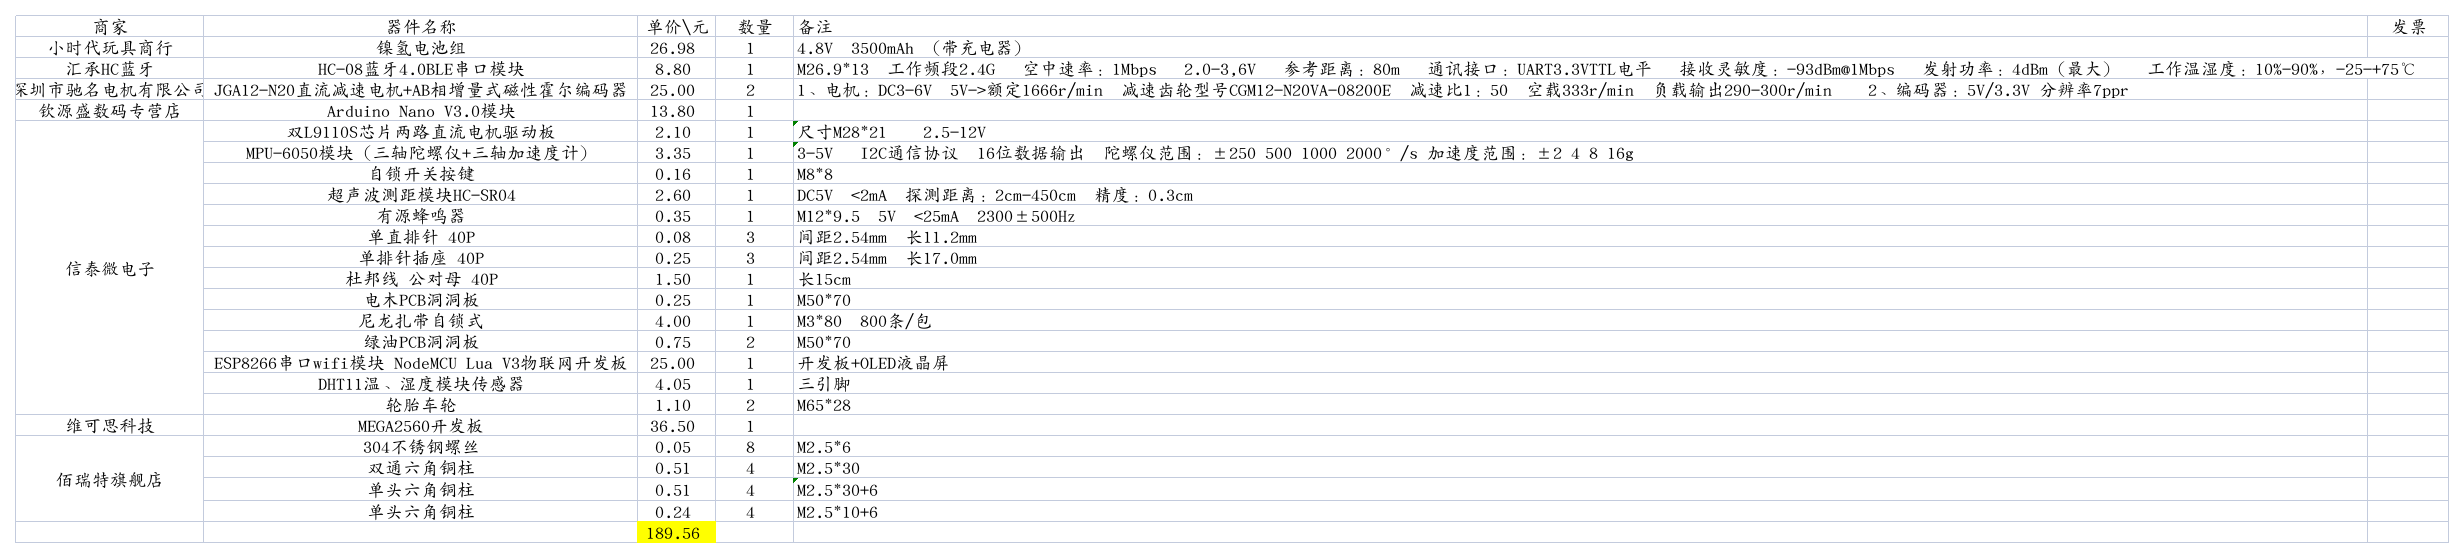 商家 器件名称 单价\元 数量 备注 发票
小时代玩具商行 镍氢电池组 26.98 1 4.8V 3500mAh （带充电器）
汇承HC蓝牙 HC-08蓝牙4.0BLE串口模块 8.80 1 M26.9*13 工作频段2.4G 空中速率：1Mbps 2.0-3,6V 参考距离：80m 通讯接口：UART3.3VTTL电平 接收灵敏度：-93dBm@1Mbps 发射功率：4dBm（最大） 工作温湿度：10%-90%，-25-+75℃
深圳市驰名电机有限公司 JGA12-N20直流减速电机+AB相增量式磁性霍尔编码器 25.00 2 1、电机：DC3-6V 5V->额定1666r/min 减速齿轮型号CGM12-N20VA-08200E 减速比1：50 空载333r/min 负载输出290-300r/min 2、编码器：5V/3.3V 分辨率7ppr
钦源盛数码专营店 Arduino Nano V3.0模块 13.80 1
双L9110S芯片两路直流电机驱动板 2.10 1 尺寸M28*21 2.5-12V
MPU-6050模块（三轴陀螺仪+三轴加速度计） 3.35 1 3-5V I2C通信协议 16位数据输出 陀螺仪范围：±250 500 1000 2000°/s 加速度范围：±2 4 8 16g
自锁开关按键 0.16 1 M8*8
超声波测距模块HC-SR04 2.60 1 DC5V <2mA 探测距离：2cm-450cm 精度：0.3cm
有源蜂鸣器 0.35 1 M12*9.5 5V <25mA 2300±500Hz
单直排针 40P 0.08 3 间距2.54mm 长11.2mm
单排针插座 40P 0.25 3 间距2.54mm 长17.0mm
信泰微电子
杜邦线 公对母 40P 1.50 1 长15cm
电木PCB洞洞板 0.25 1 M50*70
尼龙扎带自锁式 4.00 1 M3*80 800条/包
绿油PCB洞洞板 0.75 2 M50*70
ESP8266串口wifi模块 NodeMCU Lua V3物联网开发板 25.00 1 开发板+OLED液晶屏
DHT11温、湿度模块传感器 4.05 1 三引脚
轮胎车轮 1.10 2 M65*28
维可思科技 MEGA2560开发板 36.50 1
304不锈钢螺丝 0.05 8 M2.5*6
双通六角铜柱 0.51 4 M2.5*30
佰瑞特旗舰店
单头六角铜柱 0.51 4 M2.5*30+6
单头六角铜柱 0.24 4 M2.5*10+6
189.56